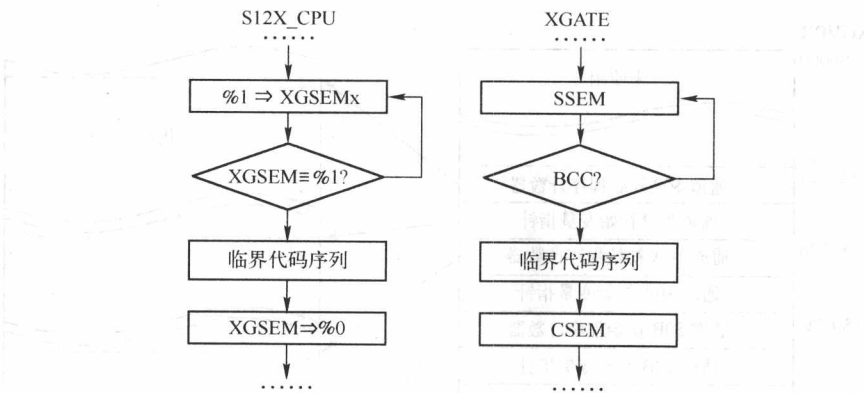 S12X_CPU
......
%1 ⇒ XGSEMx
XGSEM≡%1?
临界代码序列
XGSEM⇒%0
......
XGATE
......
SSEM
BCC?
临界代码序列
CSEM
......